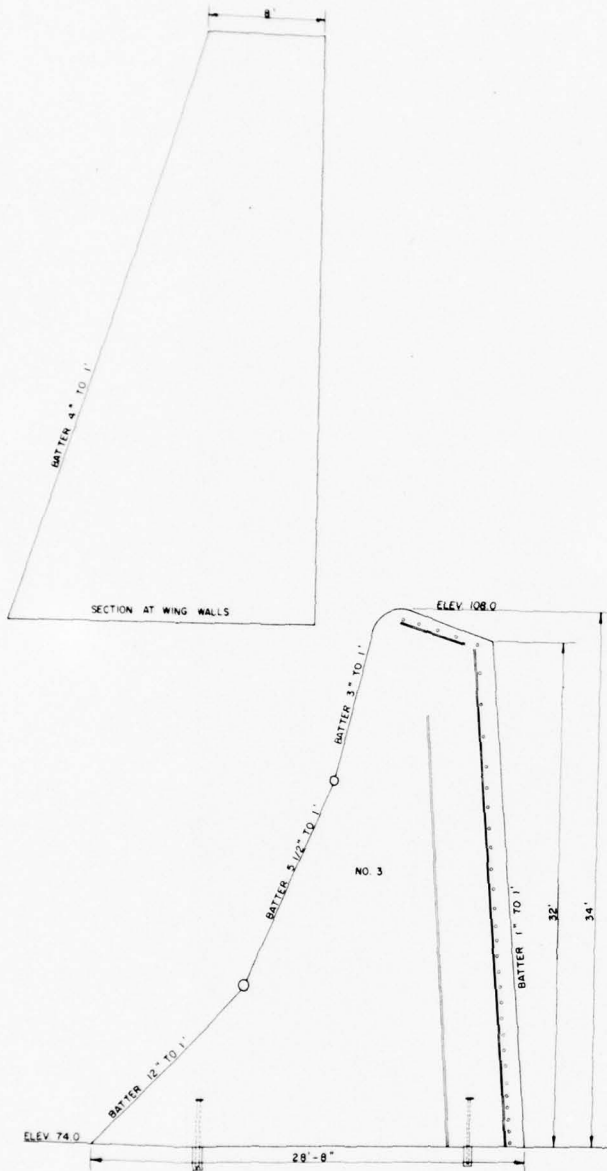 8'
BATTER 4" TO 1'
SECTION AT WING WALLS
ELEV. 108.0
BATTER 3" TO 1'
BATTER 5 1/2" TO 1'
NO. 3
BATTER 1" TO 1'
32'
34'
BATTER 12" TO 1'
ELEV. 74.0
28'-8"